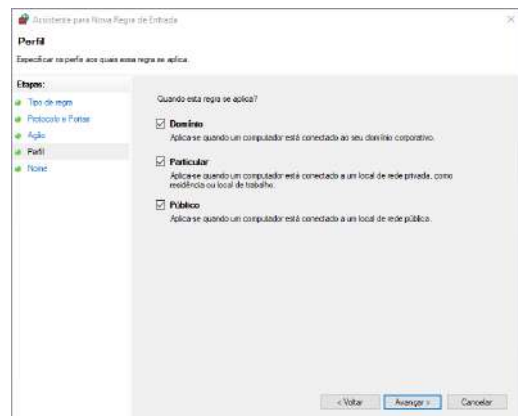 Assistente para Nova Regra de Entrada
Perfil
Especificar os perfis aos quais essa regra se aplica.
Etapas:
Tipo de regra
Protocolo e Portas
Ação
Perfil
Nome
Quando esta regra se aplica?
Domínio
Aplica-se quando um computador está conectado ao seu domínio corporativo.
Particular
Aplica-se quando um computador está conectado a um local de rede privada, como
residência ou local de trabalho.
Público
Aplica-se quando um computador está conectado a um local de rede pública.
< Voltar
Avançar >
Cancelar